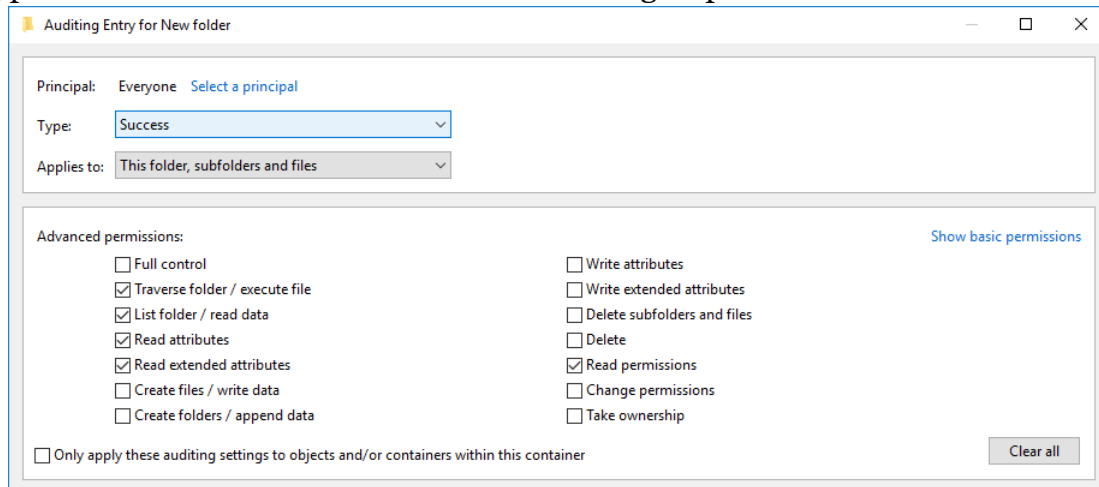 Auditing Entry for New folder
Principal: Everyone Select a principal
Type: Success
Applies to: This folder, subfolders and files
Advanced permissions: Show basic permissions
Full control Write attributes
Traverse folder / execute file Write extended attributes
List folder / read data Delete subfolders and files
Read attributes Delete
Read extended attributes Read permissions
Create files / write data Change permissions
Create folders / append data Take ownership
Only apply these auditing settings to objects and/or containers within this container Clear all